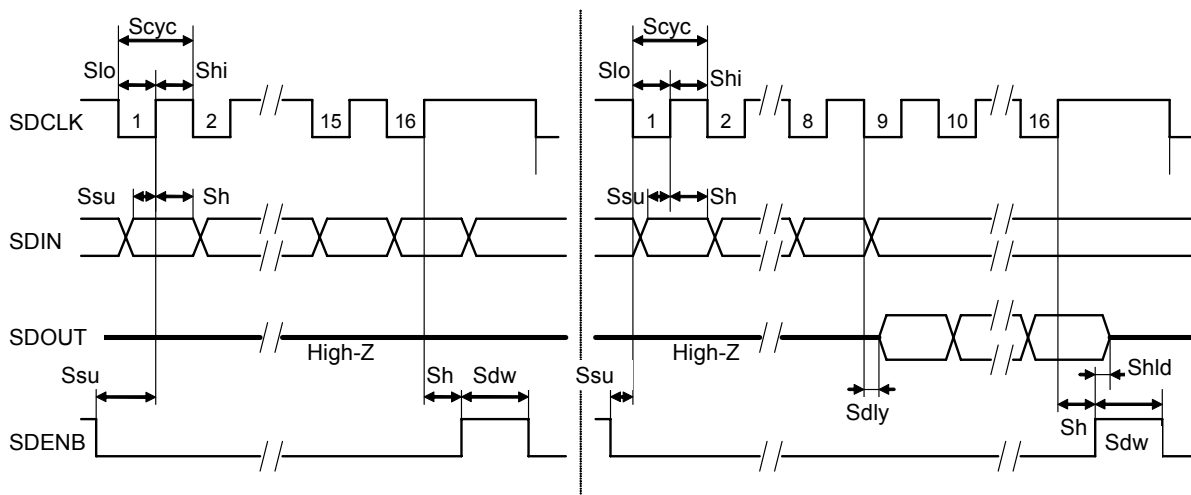 Scyc
Scyc
Slo
Shi
Slo
Shi
SDCLK
1
2
15
16
1
2
8
9
10
16
Ssu
Sh
Ssu
Sh
SDIN
SDOUT
High-Z
High-Z
Ssu
Sh
Sdw
Ssu
Sdly
Shld
Sh
Sdw
SDENB